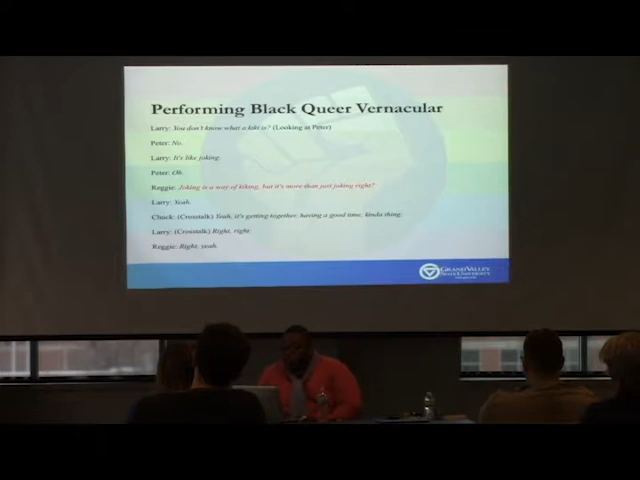 Performing Black Queer Vernacular
Larry: You don't know what a kiki is? (Looking at Peter)
Peter: No.
Larry: It's like joking.
Peter: Oh.
Reggie: Joking is a way of kiking, but it's more than just joking right?
Larry: Yeah.
Chuck: (Crosstalk) Yeah, it's getting together, having a good time, kinda thing.
Larry: (Crosstalk) Right, right.
Reggie: Right, yeah.
GRAND VALLEY
STATE UNIVERSITY